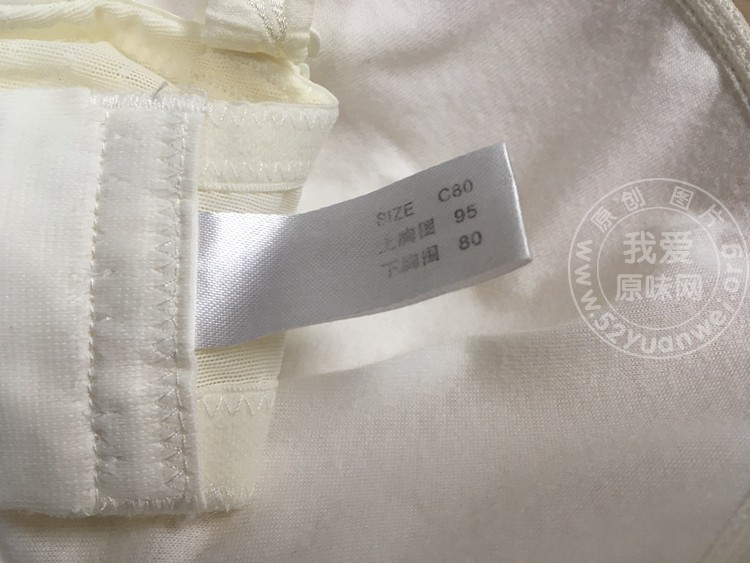 SIZE C80
上胸围 95
下胸围 80
原创图片
我爱
原味网
www.52yuanwei.org